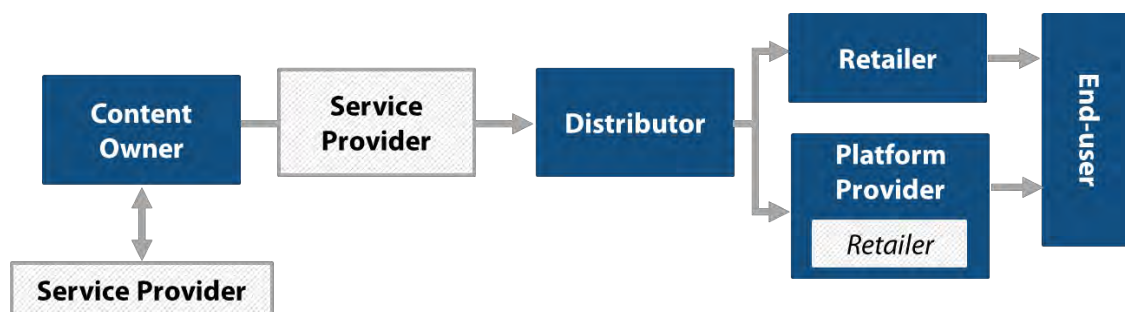 Content
Owner
Service
Provider
Distributor
Retailer
Platform
Provider
Retailer
End-user
Service Provider